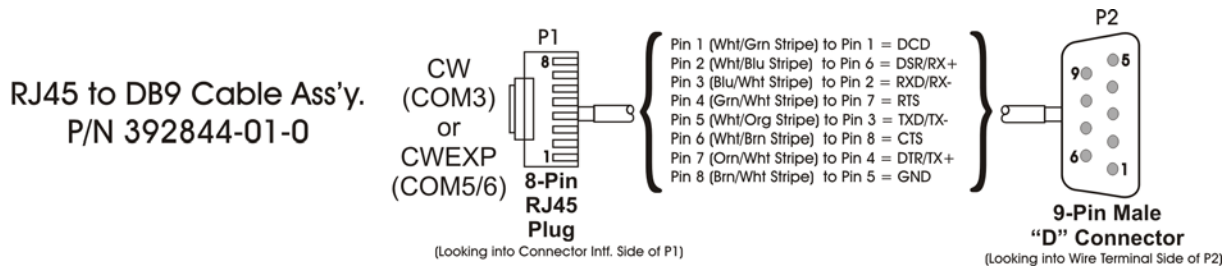 RJ45 to DB9 Cable Ass'y.
P/N 392844-01-0
CW
(COM3)
or
CWEXP
(COM5/6)
P1
8
1
8-Pin
RJ45
Plug
(Looking into Connector Intf. Side of P1)
Pin 1 (Wht/Grn Stripe) to Pin 1 = DCD
Pin 2 (Wht/Blu Stripe) to Pin 6 = DSR/RX+
Pin 3 (Blu/Wht Stripe) to Pin 2 = RXD/RX-
Pin 4 (Grn/Wht Stripe) to Pin 7 = RTS
Pin 5 (Wht/Org Stripe) to Pin 3 = TXD/TX-
Pin 6 (Wht/Brn Stripe) to Pin 8 = CTS
Pin 7 (Orn/Wht Stripe) to Pin 4 = DTR/TX+
Pin 8 (Brn/Wht Stripe) to Pin 5 = GND
P2
5
9
6
1
9-Pin Male
“D” Connector
(Looking into Wire Terminal Side of P2)